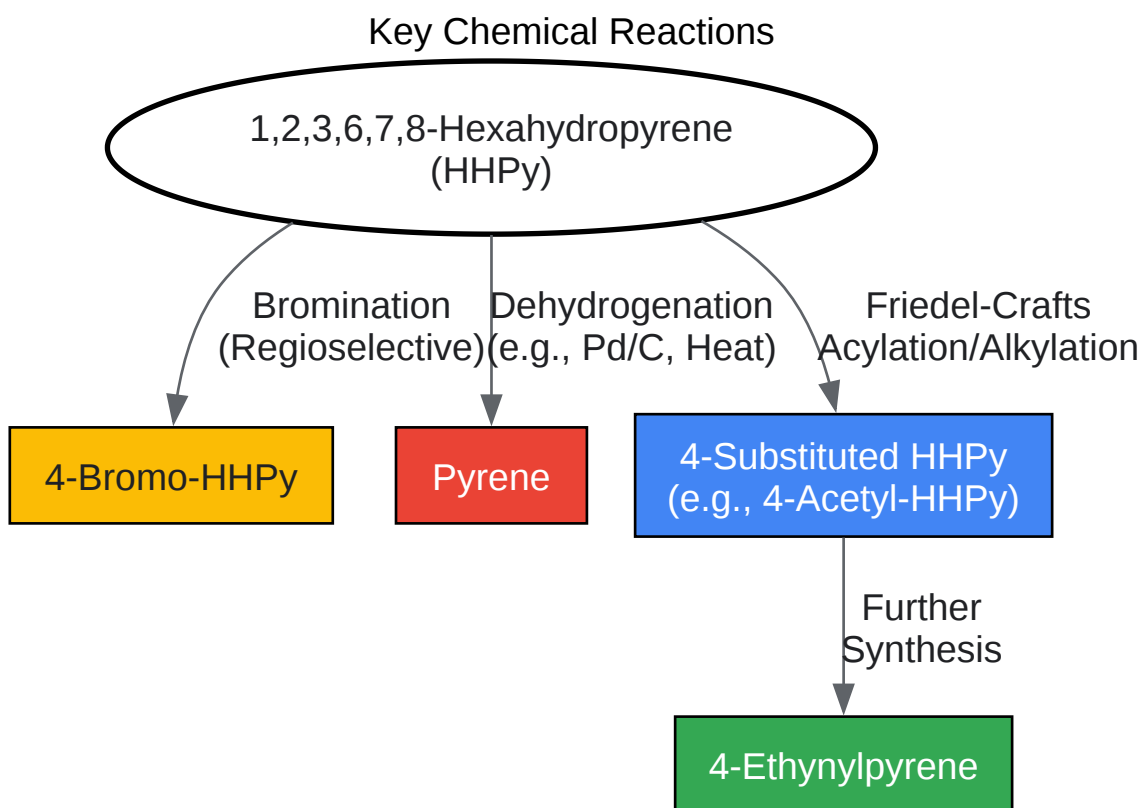 Key Chemical Reactions
1,2,3,6,7,8-Hexahydropyrene
(HHPy)
Bromination
(Regioselective)
Dehydrogenation
(e.g., Pd/C, Heat)
Friedel-Crafts
Acylation/Alkylation
4-Bromo-HHPy
Pyrene
4-Substituted HHPy
(e.g., 4-Acetyl-HHPy)
Further
Synthesis
4-Ethynylpyrene